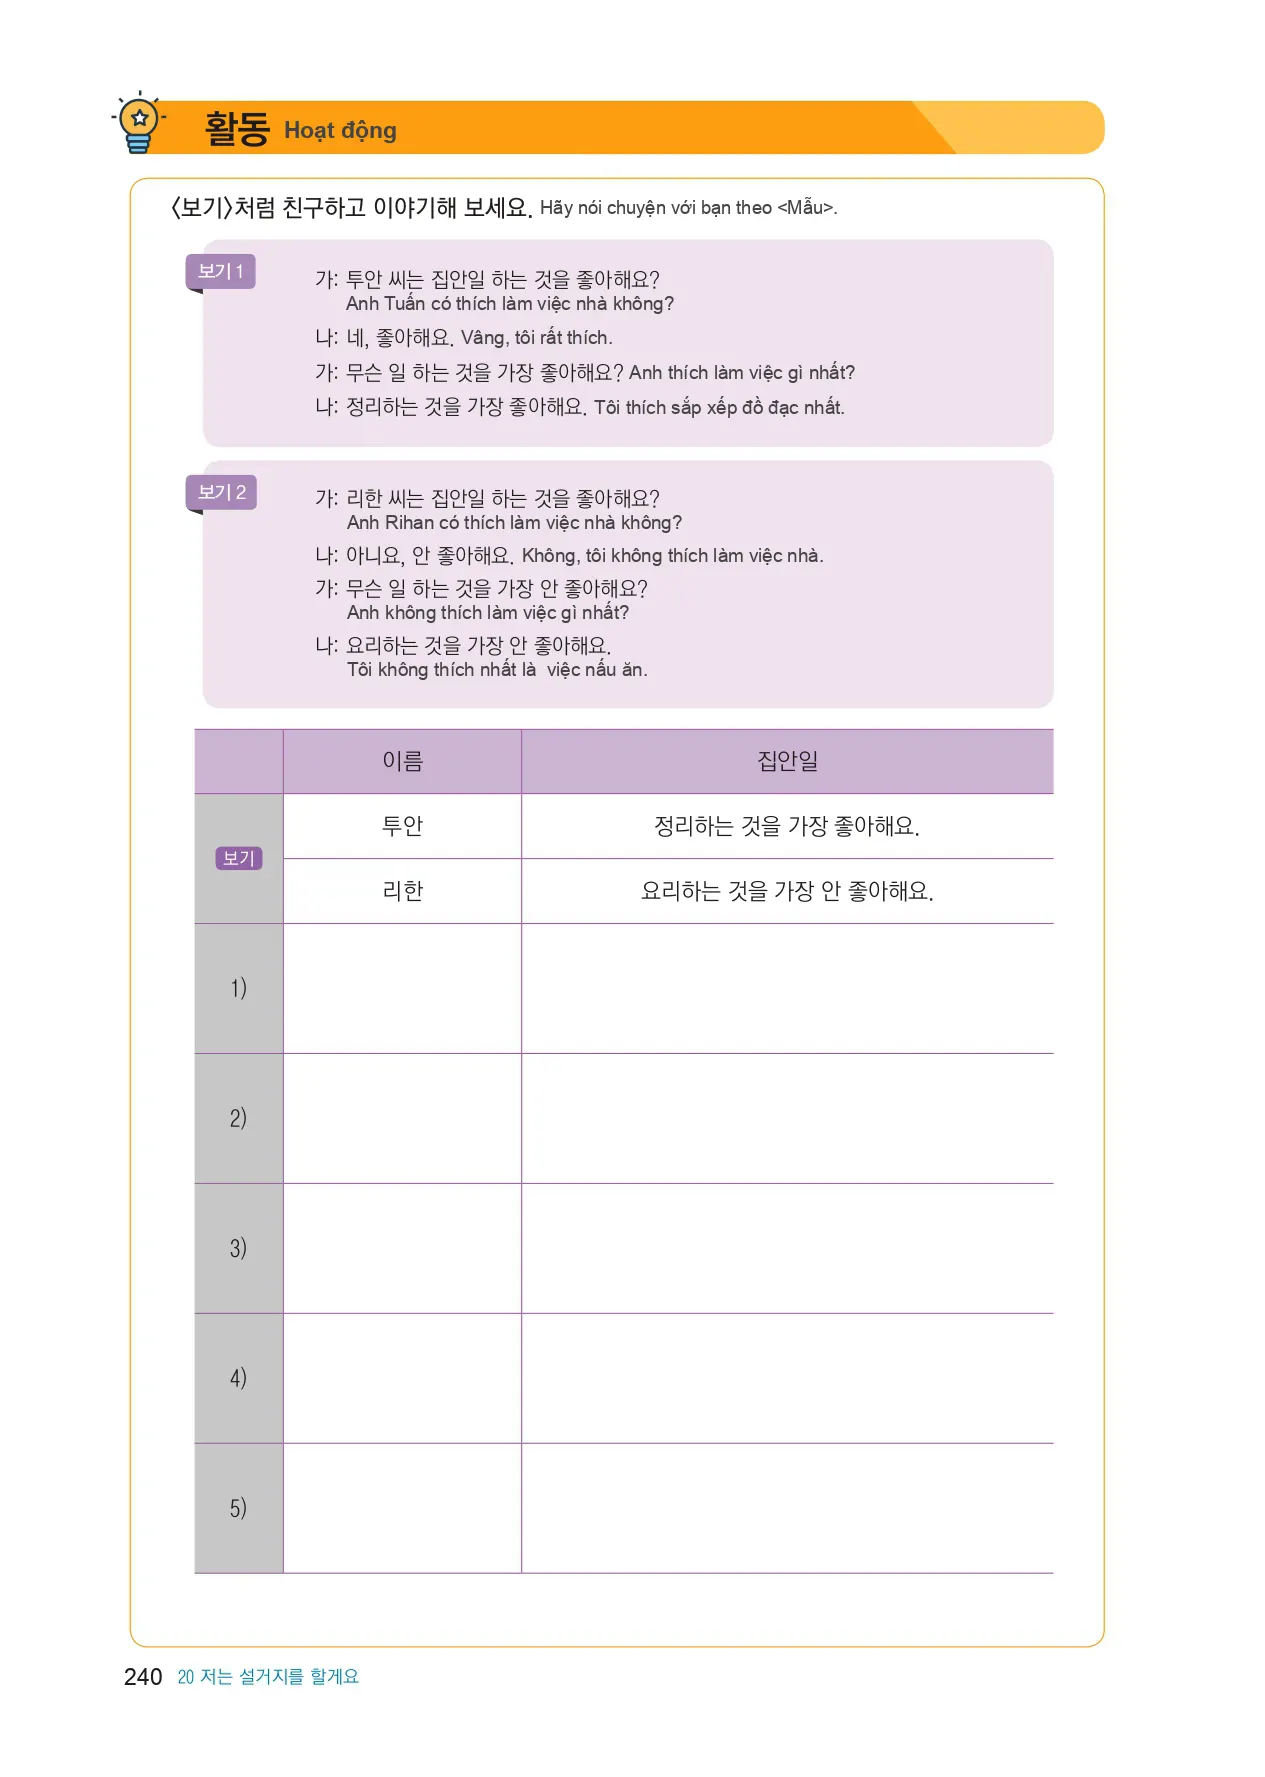 활동 Hoạt động
<보기>처럼 친구하고 이야기해 보세요. Hãy nói chuyện với bạn theo <Mẫu>.
보기 1
가: 투안 씨는 집안일 하는 것을 좋아해요?
Anh Tuấn có thích làm việc nhà không?
나: 네, 좋아해요. Vâng, tôi rất thích.
가: 무슨 일 하는 것을 가장 좋아해요? Anh thích làm việc gì nhất?
나: 정리하는 것을 가장 좋아해요. Tôi thích sắp xếp đồ đạc nhất.
보기 2
가: 리한 씨는 집안일 하는 것을 좋아해요?
Anh Rihan có thích làm việc nhà không?
나: 아니요, 안 좋아해요. Không, tôi không thích làm việc nhà.
가: 무슨 일 하는 것을 가장 안 좋아해요?
Anh không thích làm việc gì nhất?
나: 요리하는 것을 가장 안 좋아해요.
Tôi không thích nhất là việc nấu ăn.
이름 집안일
보기
투안 정리하는 것을 가장 좋아해요.
리한 요리하는 것을 가장 안 좋아해요.
1)
2)
3)
4)
5)
240 20 저는 설거지를 할게요